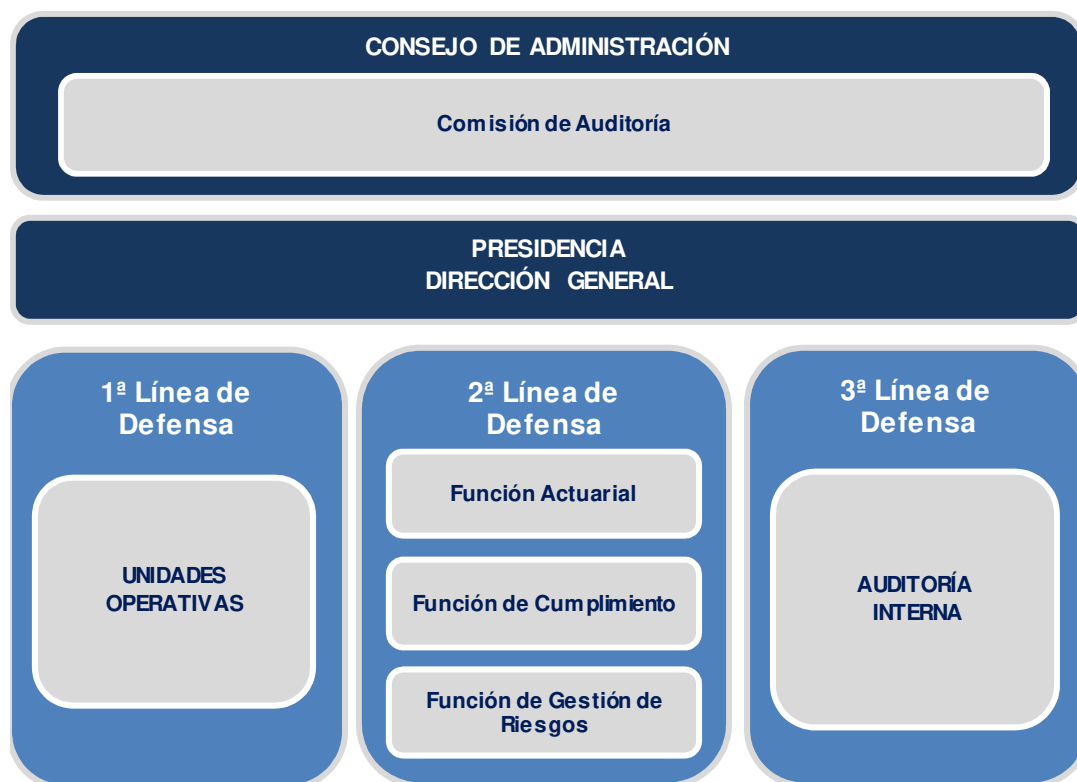 CONSEJO DE ADMINISTRACIÓN
Comisión de Auditoría
PRESIDENCIA
DIRECCIÓN GENERAL
1ª Línea de
Defensa
UNIDADES
OPERATIVAS
2ª Línea de
Defensa
Función Actuarial
Función de Cumplimiento
Función de Gestión de
Riesgos
3ª Línea de
Defensa
AUDITORÍA
INTERNA